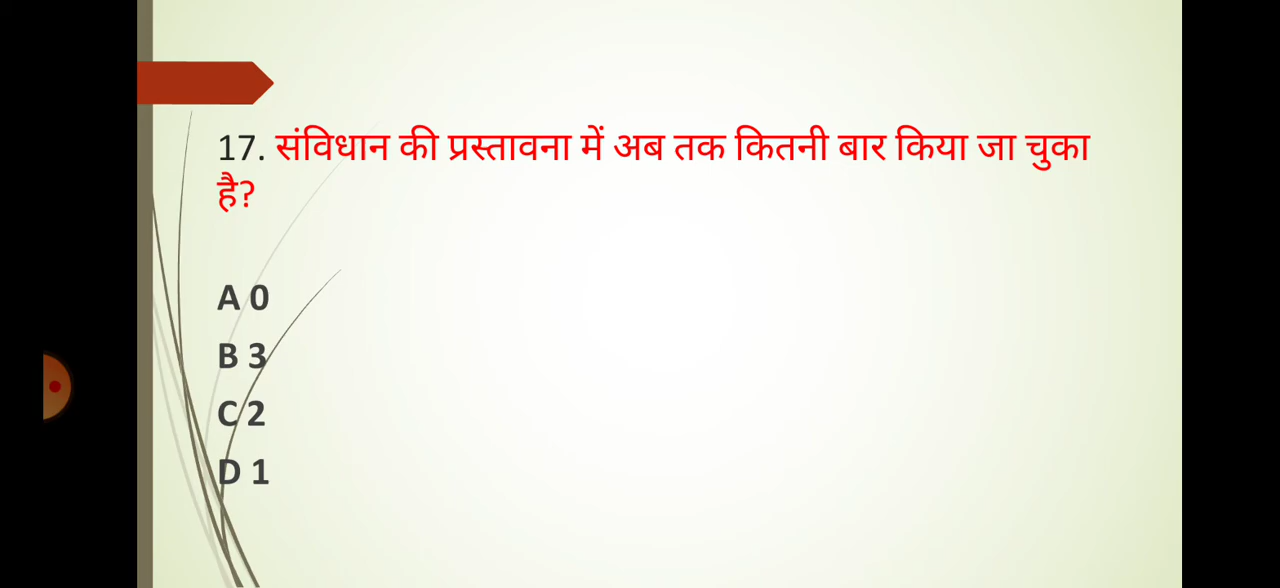 17. संविधान की प्रस्तावना में अब तक कितनी बार किया जा चुका
है?
A 0
B 3
C 2
D 1